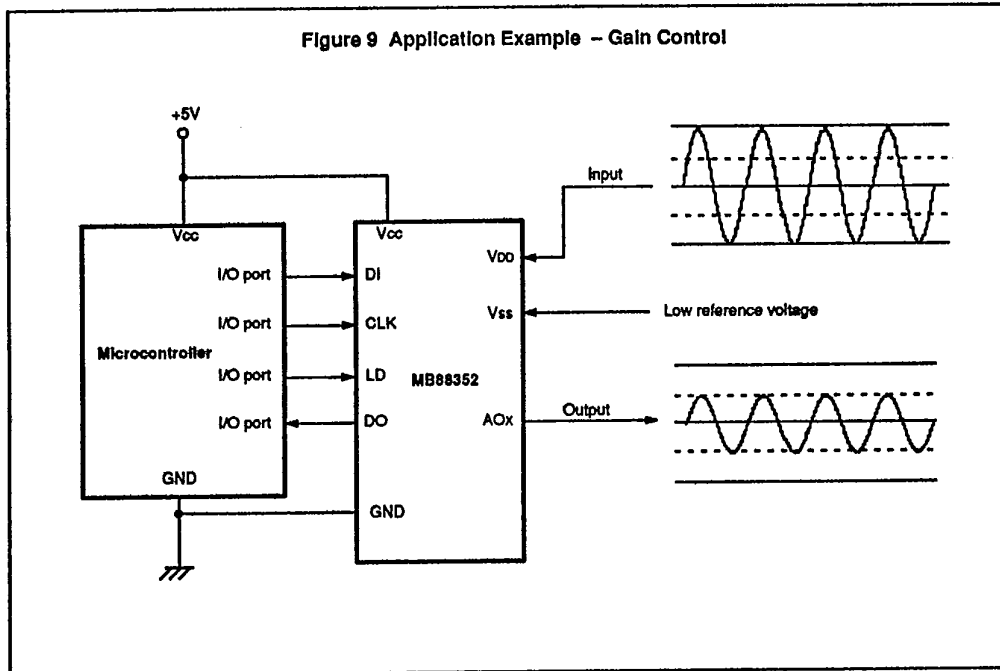 Figure 9 Application Example – Gain Control
+5V
Input
Vcc
Vcc
VDD
I/O port
DI
Vss
Low reference voltage
I/O port
CLK
Microcontroller
I/O port
LD
MB88352
I/O port
DO
AOx
Output
GND
GND